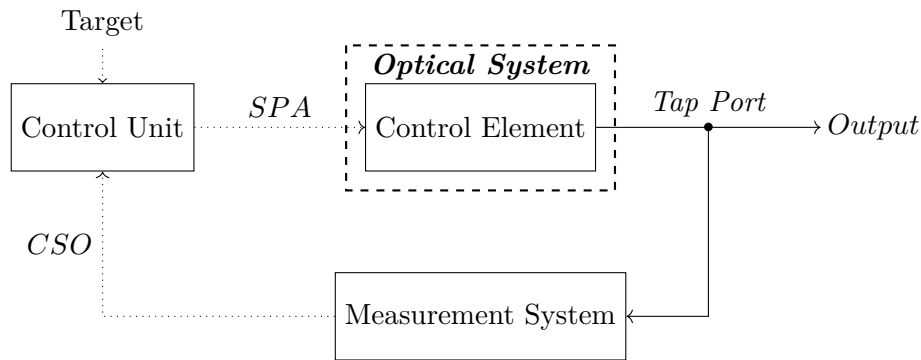 Target
Optical System
Control Unit
SPA
Control Element
Tap Port
Output
CSO
Measurement System